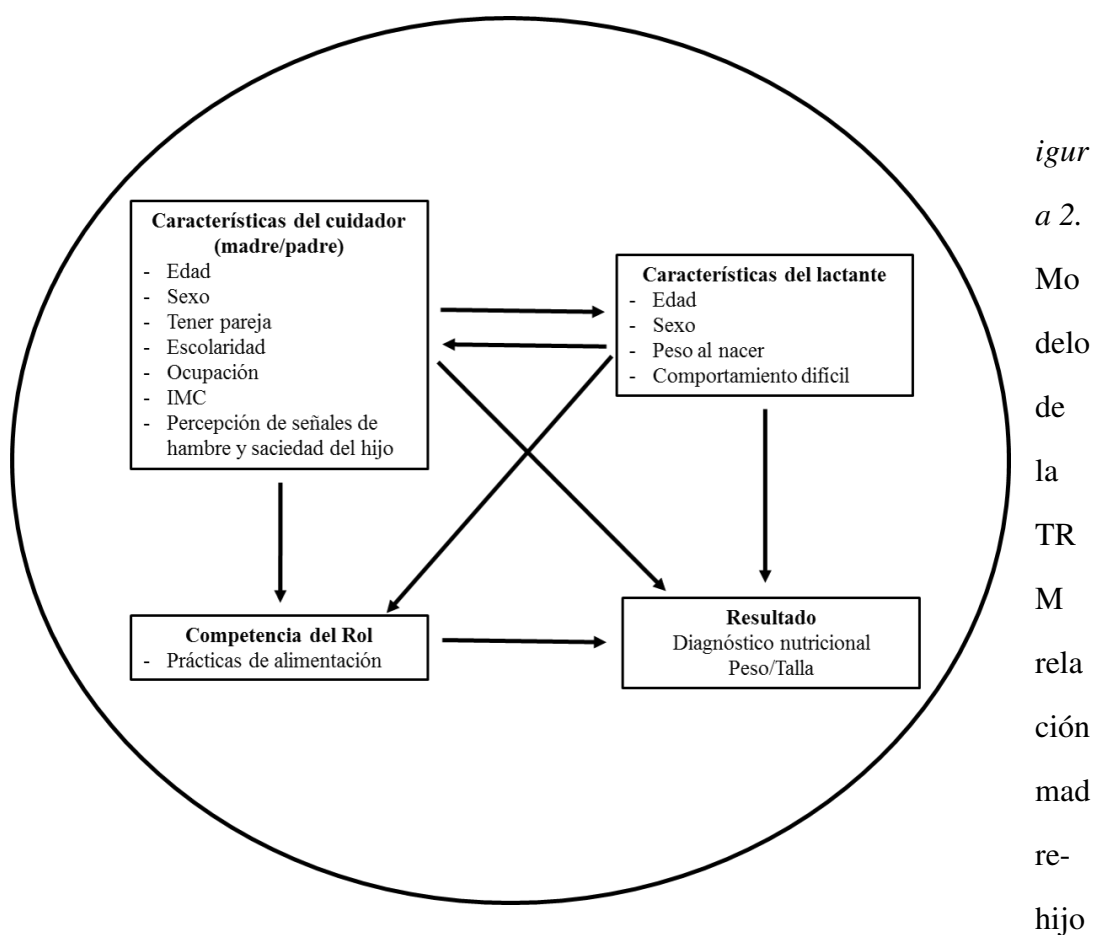 Características del cuidador
(madre/padre)
- Edad
- Sexo
- Tener pareja
- Escolaridad
- Ocupación
- IMC
- Percepción de señales de
hambre y saciedad del hijo
Características del lactante
- Edad
- Sexo
- Peso al nacer
- Comportamiento difícil
Competencia del Rol
- Prácticas de alimentación
Resultado
Diagnóstico nutricional
Peso/Talla
igur
a 2.
Mo
delo
de
la
TR
M
rela
ción
mad
re-
hijo